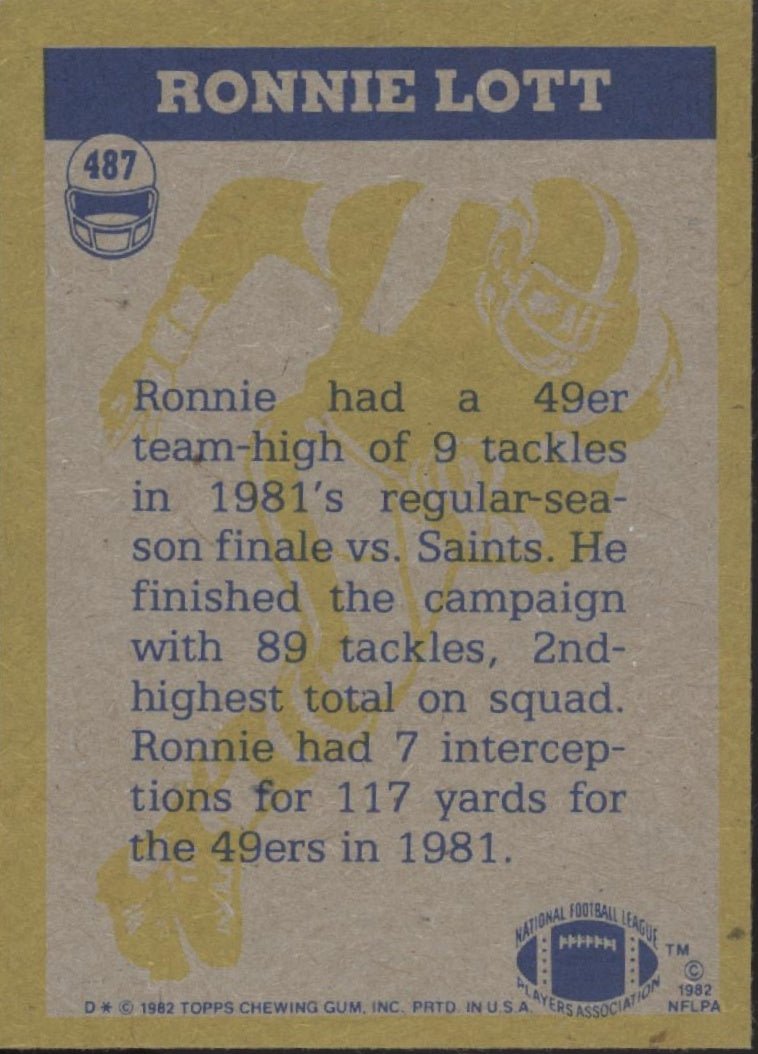 RONNIE LOTT
487
Ronnie had a 49er
team-high of 9 tackles
in 1981's regular-sea-
son finale vs. Saints. He
finished the campaign
with 89 tackles, 2nd-
highest total on squad.
Ronnie had 7 intercep-
tions for 117 yards for
the 49ers in 1981.
NATIONAL FOOTBALL LEAGUE
PLAYERS ASSOCIATION
TM
©
1982
NFLPA
D * © 1982 TOPPS CHEWING GUM, INC. PRTD. IN U.S.A.